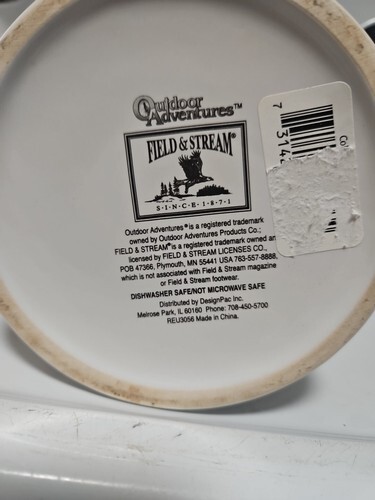 Outdoor
Adventures™
FIELD & STREAM®
S·I·N·C·E·1·8·7·1
Outdoor Adventures® is a registered trademark
owned by Outdoor Adventures Products Co.;
FIELD & STREAM® is a registered trademark owned and
licensed by FIELD & STREAM LICENSES CO.,
POB 47366, Plymouth, MN 55441 USA 763-557-8888,
which is not associated with Field & Stream magazine
or Field & Stream footwear.
DISHWASHER SAFE/NOT MICROWAVE SAFE
Distributed by DesignPac Inc.
Melrose Park, IL 60160 Phone: 708-450-5700
REU3056 Made in China.
Co
7 314